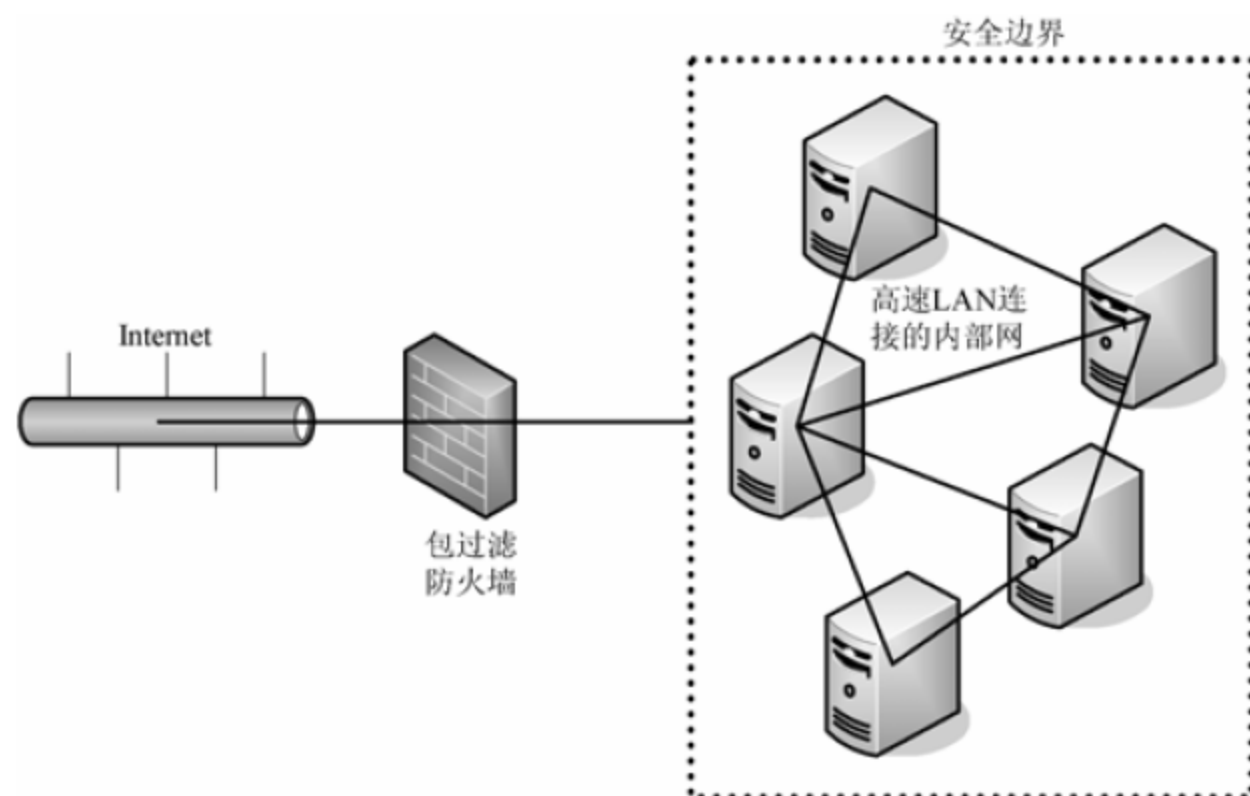 安全边界
高速LAN连
接的内部网
Internet
包过滤
防火墙